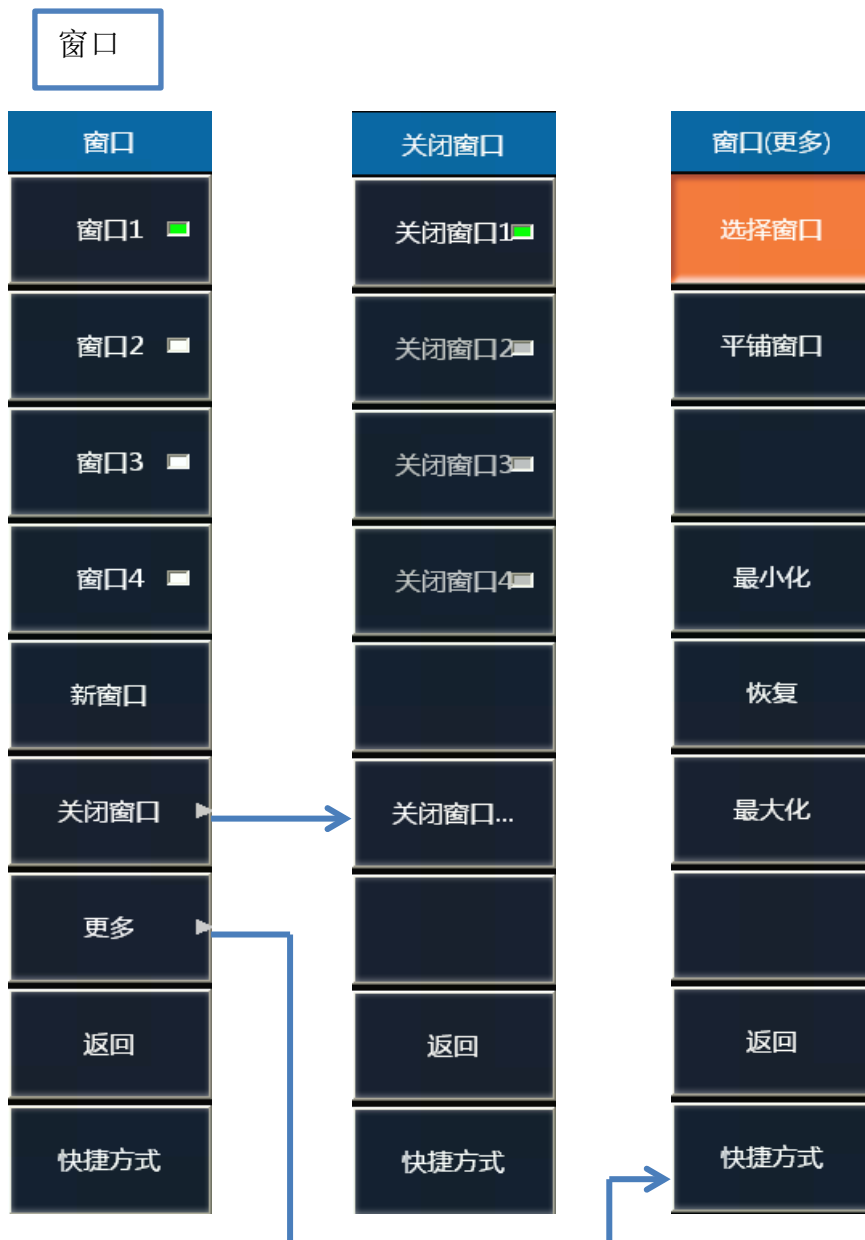 窗口
窗口
窗口1
窗口2
窗口3
窗口4
新窗口
关闭窗口
更多
返回
快捷方式
关闭窗口
关闭窗口1
关闭窗口2
关闭窗口3
关闭窗口4
关闭窗口...
返回
快捷方式
窗口(更多)
选择窗口
平铺窗口
最小化
恢复
最大化
返回
快捷方式